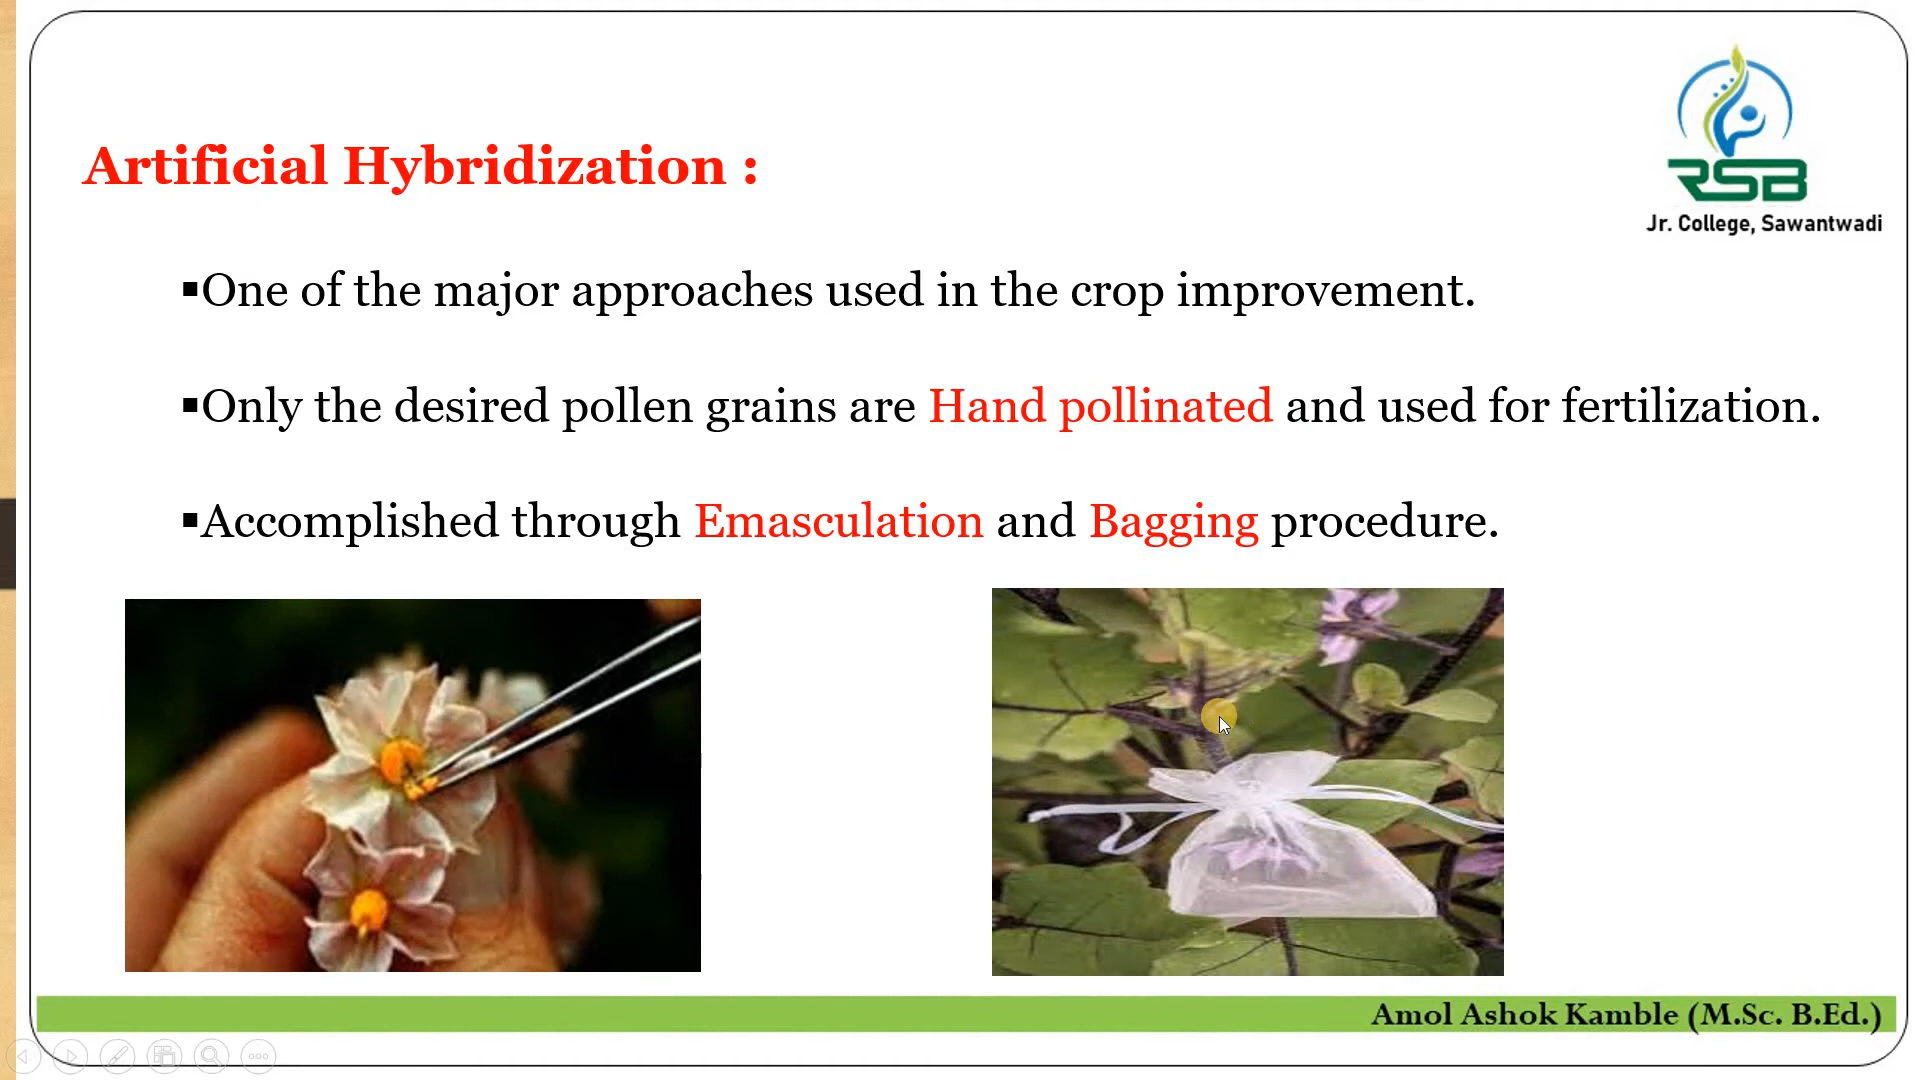 RSB
Jr. College, Sawantwadi
Artificial Hybridization :
▪One of the major approaches used in the crop improvement.
▪Only the desired pollen grains are Hand pollinated and used for fertilization.
▪Accomplished through Emasculation and Bagging procedure.
Amol Ashok Kamble (M.Sc. B.Ed.)